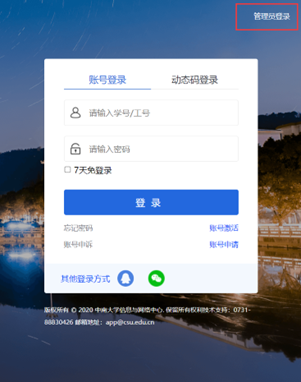 管理员登录
账号登录 动态码登录
请输入学号/工号
请输入密码
7天免登录
登 录
忘记密码 账号激活
账号申诉 账号申请
其他登录方式
版权所有 © 2020 中南大学信息与网络中心. 保留所有权利技术支持：0731-
88830426 邮箱地址：app@csu.edu.cn